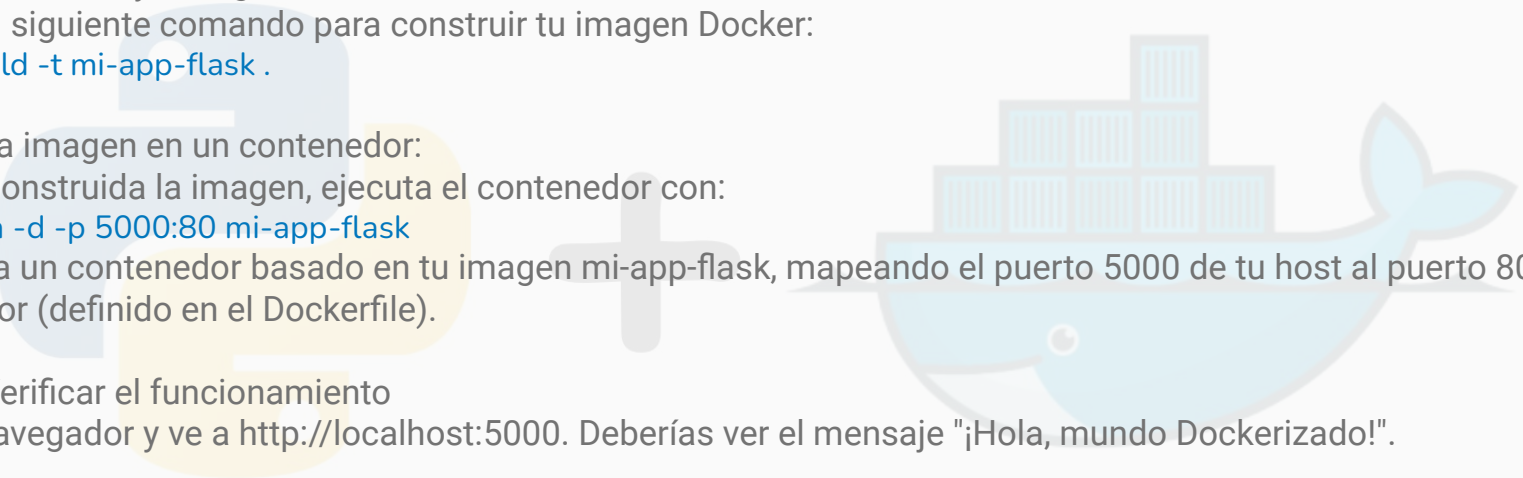 siguiente comando para construir tu imagen Docker:
ld -t mi-app-flask .
a imagen en un contenedor:
onstruida la imagen, ejecuta el contenedor con:
-d -p 5000:80 mi-app-flask
a un contenedor basado en tu imagen mi-app-flask, mapeando el puerto 5000 de tu host al puerto 80
or (definido en el Dockerfile).
erificar el funcionamiento
avegador y ve a http://localhost:5000. Deberías ver el mensaje "¡Hola, mundo Dockerizado!".